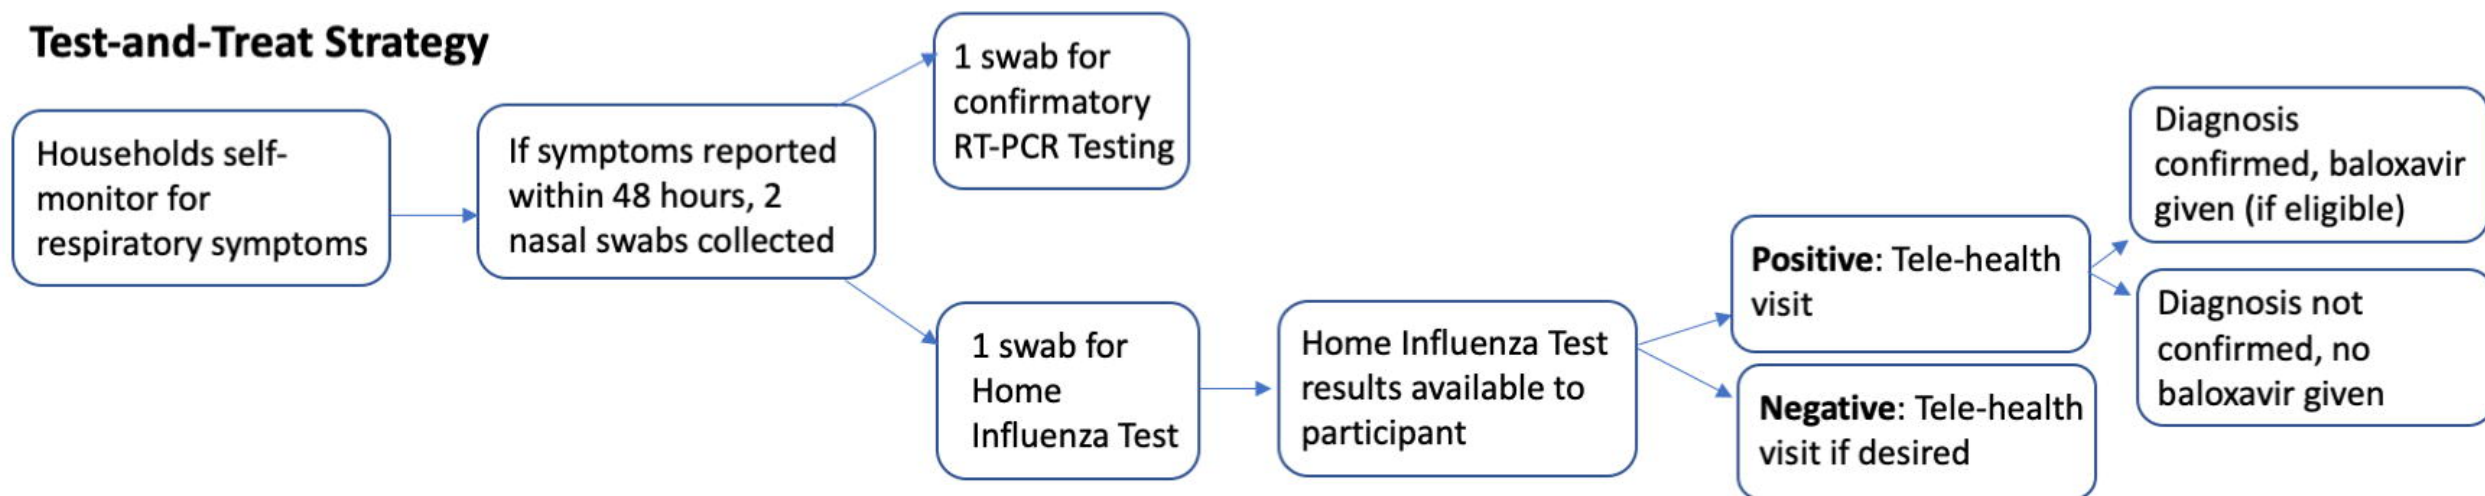 Test-and-Treat Strategy
Households self-
monitor for
respiratory symptoms
If symptoms reported
within 48 hours, 2
nasal swabs collected
1 swab for
confirmatory
RT-PCR Testing
1 swab for
Home
Influenza Test
Home Influenza Test
results available to
participant
Positive: Tele-health
visit
Negative: Tele-health
visit if desired
Diagnosis
confirmed, baloxavir
given (if eligible)
Diagnosis not
confirmed, no
baloxavir given